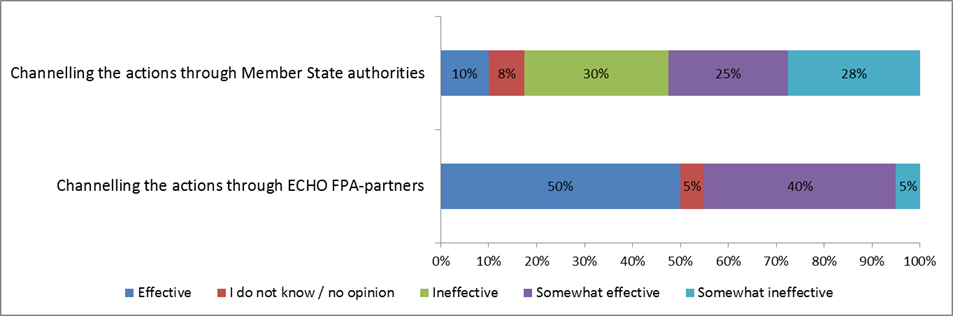 Channelling the actions through Member State authorities
10% 8% 30% 25% 28%
Channelling the actions through ECHO FPA-partners
50% 5% 40% 5%
0% 10% 20% 30% 40% 50% 60% 70% 80% 90% 100%
Effective I do not know / no opinion Ineffective Somewhat effective Somewhat ineffective